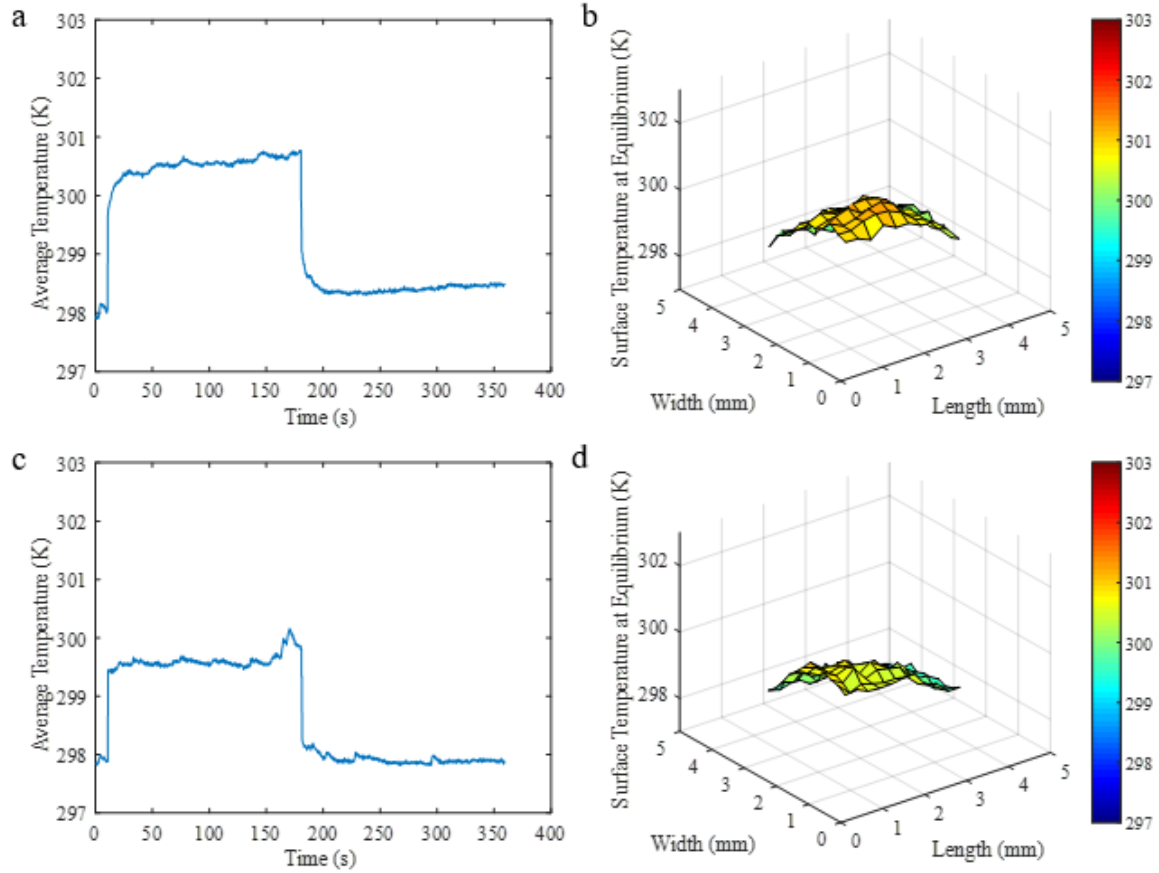 a
303
302
301
300
299
298
297
0 50 100 150 200 250 300 350 400
Average Temperature (K)
Time (s)
b
302
300
298
Surface Temperature at Equilibrium (K)
5 4 3 2 1 0
Width (mm)
0 1 2 3 4 5
Length (mm)
303
302
301
300
299
298
297
c
303
302
301
300
299
298
297
0 50 100 150 200 250 300 350 400
Average Temperature (K)
Time (s)
d
302
300
298
Surface Temperature at Equilibrium (K)
5 4 3 2 1 0
Width (mm)
0 1 2 3 4 5
Length (mm)
303
302
301
300
299
298
297